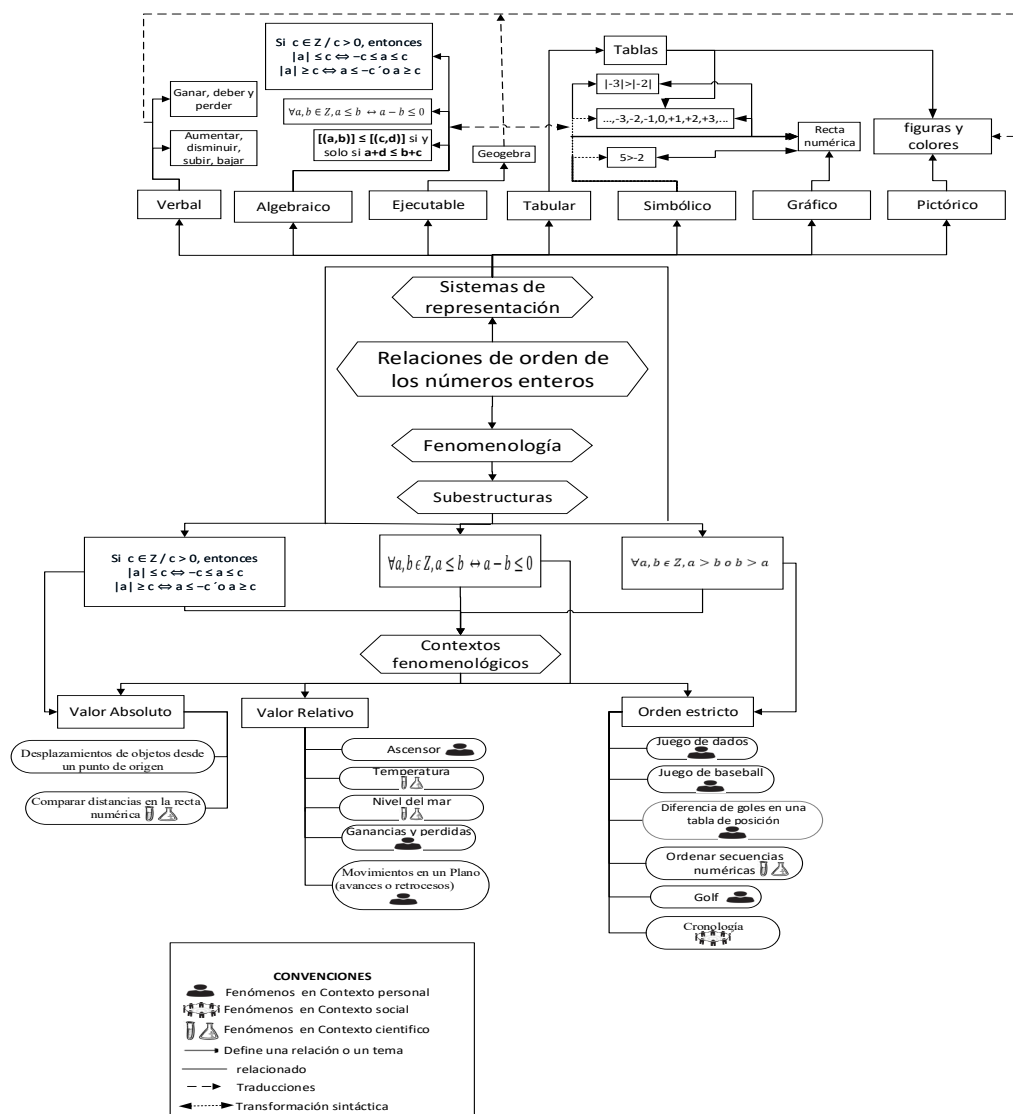 Si c ∈ Z / c > 0, entonces
|a| ≤ c ⇔ −c ≤ a ≤ c
|a| ≥ c ⇔ a ≤ −c ´o a ≥ c
Ganar, deber y
perder
∀a,b ∈ Z, a ≤ b ↔ a − b ≤ 0
Aumentar,
disminuir,
subir, bajar
[(a,b)] ≤ [(c,d)] si y
solo si a+d ≤ b+c
Geogebra
Tablas
|-3|>|-2|
...,-3,-2,-1,0,+1,+2,+3,...
5>-2
Recta
numérica
figuras y
colores
Verbal
Algebraico
Ejecutable
Tabular
Simbólico
Gráfico
Pictórico
Sistemas de
representación
Relaciones de orden de
los números enteros
Fenomenología
Subestructuras
Si c ∈ Z / c > 0, entonces
|a| ≤ c ⇔ −c ≤ a ≤ c
|a| ≥ c ⇔ a ≤ −c ´o a ≥ c
∀a,b ∈ Z, a ≤ b ↔ a − b ≤ 0
∀a, b ∈ Z, a > b o b > a
Contextos
fenomenológicos
Valor Absoluto
Valor Relativo
Orden estricto
Desplazamientos de objetos desde
un punto de origen
Comparar distancias en la recta
numérica
Ascensor
Temperatura
Nivel del mar
Ganancias y perdidas
Movimientos en un Plano
(avances o retrocesos)
Juego de dados
Juego de baseball
Diferencia de goles en una
tabla de posición
Ordenar secuencias
numéricas
Golf
Cronología
CONVENCIONES
Fenómenos en Contexto personal
Fenómenos en Contexto social
Fenómenos en Contexto cientifico
Define una relación o un tema
relacionado
Traducciones
Transformación sintáctica